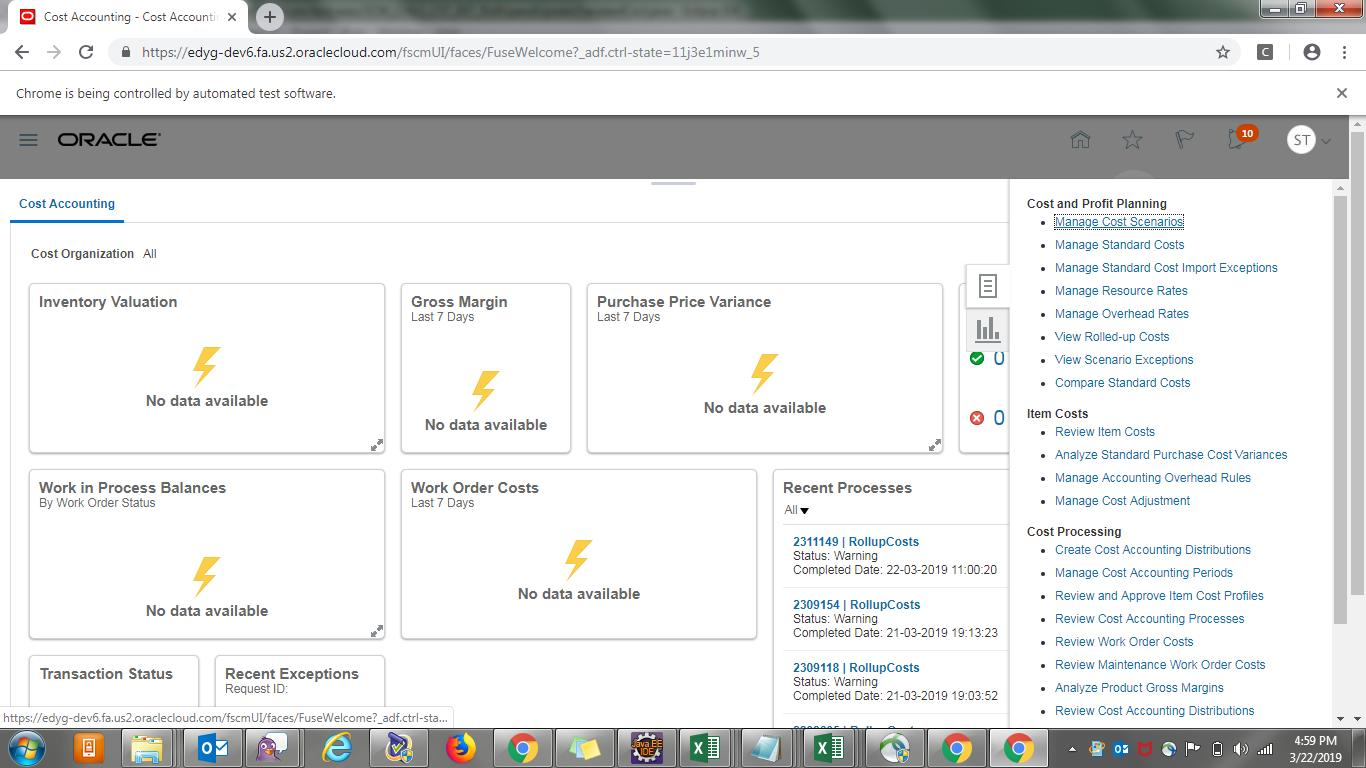 Cost Accounting - Cost Accountin
https://edyg-dev6.fa.us2.oraclecloud.com/fscmUI/faces/FuseWelcome?_adf.ctrl-state=11j3e1minw_5
C
Chrome is being controlled by automated test software.
ORACLE
10
ST
Cost Accounting
Cost Organization All
Inventory Valuation
No data available
Gross Margin
Last 7 Days
No data available
Purchase Price Variance
Last 7 Days
No data available
0
0
Work in Process Balances
By Work Order Status
No data available
Work Order Costs
Last 7 Days
No data available
Recent Processes
All
2311149 | RollupCosts
Status: Warning
Completed Date: 22-03-2019 11:00:20
2309154 | RollupCosts
Status: Warning
Completed Date: 21-03-2019 19:13:23
2309118 | RollupCosts
Status: Warning
Completed Date: 21-03-2019 19:03:52
Transaction Status
Recent Exceptions
Request ID:
Cost and Profit Planning
Manage Cost Scenarios
Manage Standard Costs
Manage Standard Cost Import Exceptions
Manage Resource Rates
Manage Overhead Rates
View Rolled-up Costs
View Scenario Exceptions
Compare Standard Costs
Item Costs
Review Item Costs
Analyze Standard Purchase Cost Variances
Manage Accounting Overhead Rules
Manage Cost Adjustment
Cost Processing
Create Cost Accounting Distributions
Manage Cost Accounting Periods
Review and Approve Item Cost Profiles
Review Cost Accounting Processes
Review Work Order Costs
Review Maintenance Work Order Costs
Analyze Product Gross Margins
Review Cost Accounting Distributions
https://edyg-dev6.fa.us2.oraclecloud.com/fscmUI/faces/FuseWelcome?_adf.ctrl-sta...
Java EE
IDE
4:59 PM
3/22/2019